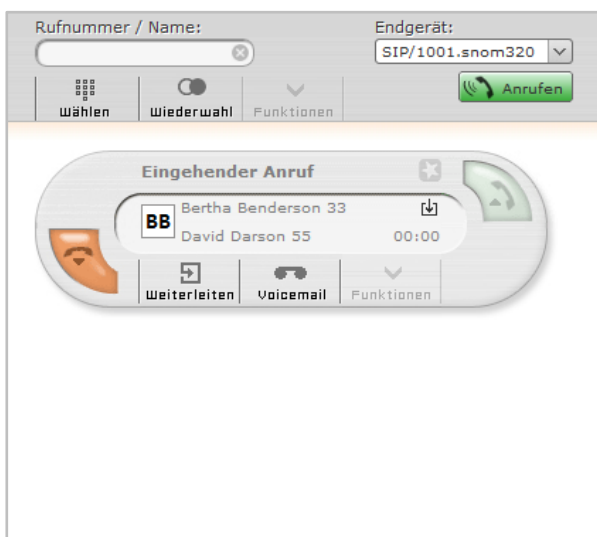 Rufnummer / Name:
Endgerät:
SIP/1001.snom320
Wählen
Wiederwahl
Funktionen
Anrufen
Eingehender Anruf
BB
Bertha Benderson 33
David Darson 55
00:00
Weiterleiten
Voicemail
Funktionen